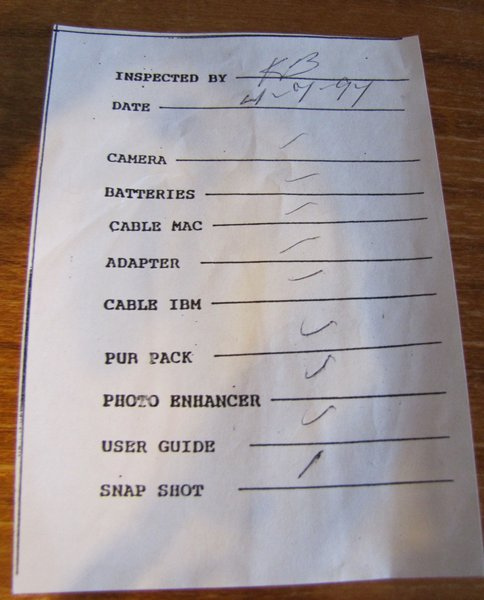 INSPECTED BY KB
DATE 4-7-94
CAMERA ✓
BATTERIES ✓
CABLE MAC ✓
ADAPTER ✓
CABLE IBM ✓
PUR PACK ✓
PHOTO ENHANCER ✓
USER GUIDE ✓
SNAP SHOT ✓